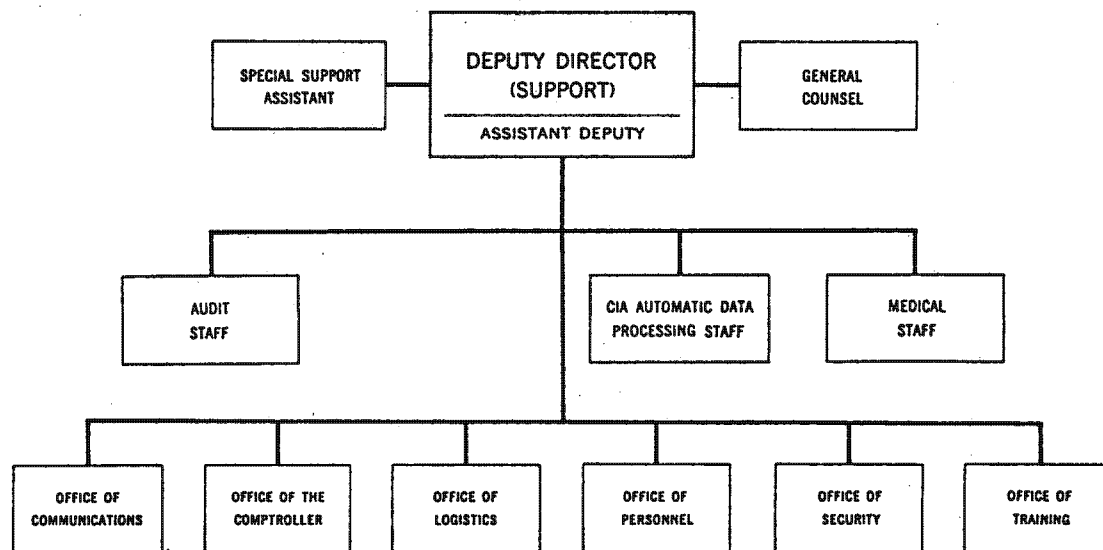 DEPUTY DIRECTOR
(SUPPORT)
ASSISTANT DEPUTY
SPECIAL SUPPORT
ASSISTANT
GENERAL
COUNSEL
AUDIT
STAFF
CIA AUTOMATIC DATA
PROCESSING STAFF
MEDICAL
STAFF
OFFICE OF
COMMUNICATIONS
OFFICE OF THE
COMPTROLLER
OFFICE OF
LOGISTICS
OFFICE OF
PERSONNEL
OFFICE OF
SECURITY
OFFICE OF
TRAINING